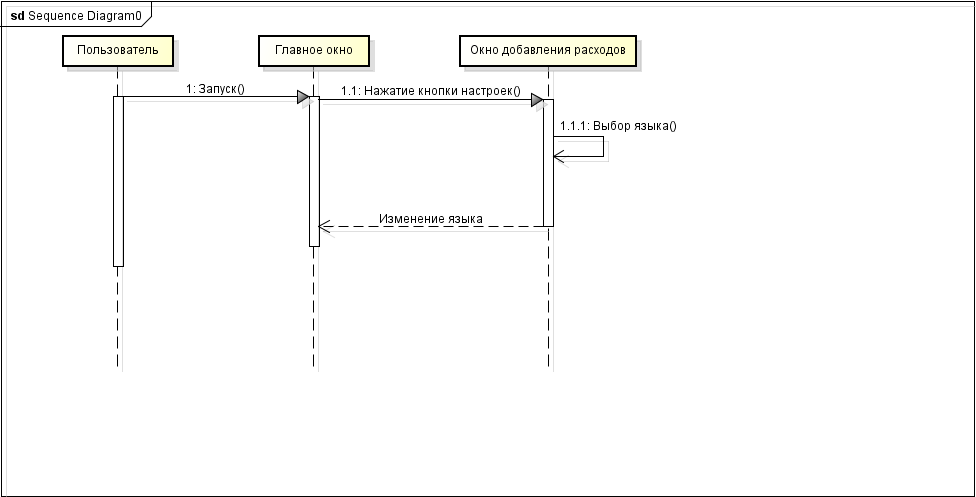 sd Sequence Diagram0
Пользователь
Главное окно
Окно добавления расходов
1: Запуск()
1.1: Нажатие кнопки настроек()
1.1.1: Выбор языка()
Изменение языка